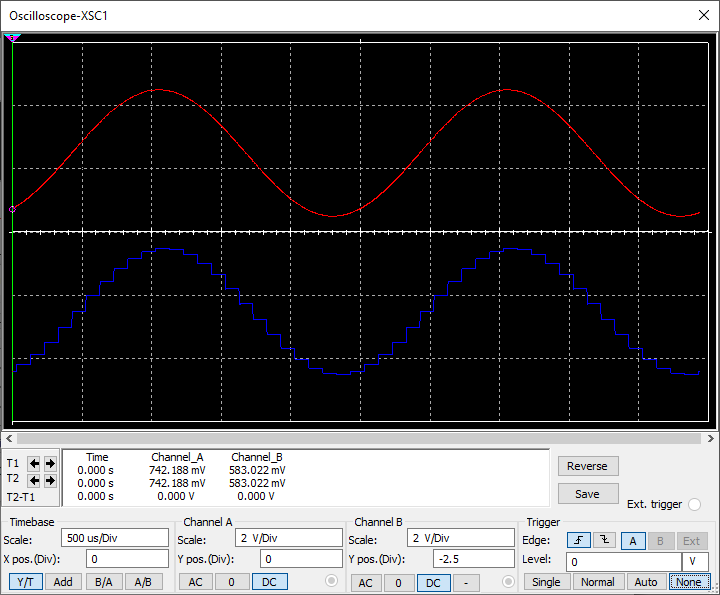 Oscilloscope-XSC1
Time Channel_A Channel_B
T1 0.000 s 742.188 mV 583.022 mV
T2 0.000 s 742.188 mV 583.022 mV
T2-T1 0.000 s 0.000 V 0.000 V
Reverse
Save
Ext. trigger
Timebase
Scale: 500 us/Div
X pos.(Div): 0
Y/T Add B/A A/B
Channel A
Scale: 2 V/Div
Y pos.(Div): 0
AC 0 DC
Channel B
Scale: 2 V/Div
Y pos.(Div): -2.5
AC 0 DC -
Trigger
Edge: A B Ext
Level: 0 V
Single Normal Auto None